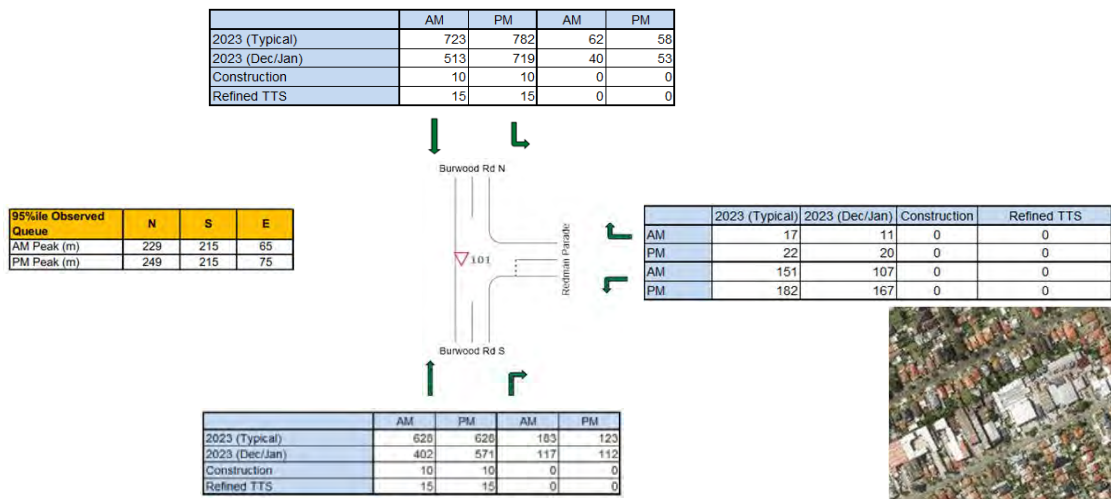 AM PM AM PM
2023 (Typical) 723 782 62 58
2023 (Dec/Jan) 513 719 40 53
Construction 10 10 0 0
Refined TTS 15 15 0 0
Burwood Rd N
95%ile Observed Queue N S E
AM Peak (m) 229 215 65
PM Peak (m) 249 215 75
101
Redman Parade
2023 (Typical) 2023 (Dec/Jan) Construction Refined TTS
AM 17 11 0 0
PM 22 20 0 0
AM 151 107 0 0
PM 182 167 0 0
Burwood Rd S
AM PM AM PM
2023 (Typical) 628 628 183 123
2023 (Dec/Jan) 402 571 117 112
Construction 10 10 0 0
Refined TTS 15 15 0 0